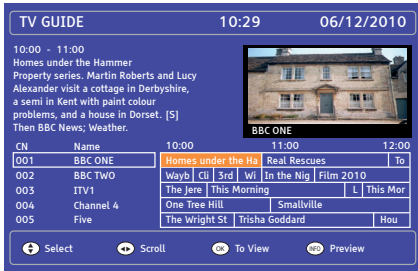 TV GUIDE 10:29 06/12/2010
10:00 - 11:00
Homes under the Hammer
Property series. Martin Roberts and Lucy
Alexander visit a cottage in Derbyshire,
a semi in Kent with paint colour
problems, and a house in Dorset. [S]
Then BBC News; Weather.
BBC ONE
CN Name 10:00 11:00 12:00
001 BBC ONE Homes under the Ha Real Rescues To
002 BBC TWO Wayb Cli 3rd Wi In the Nig Film 2010
003 ITV1 The Jere This Morning L This Mor
004 Channel 4 One Tree Hill Smallville
005 Five The Wright St Trisha Goddard Hou
Select Scroll OK To View INFO Preview